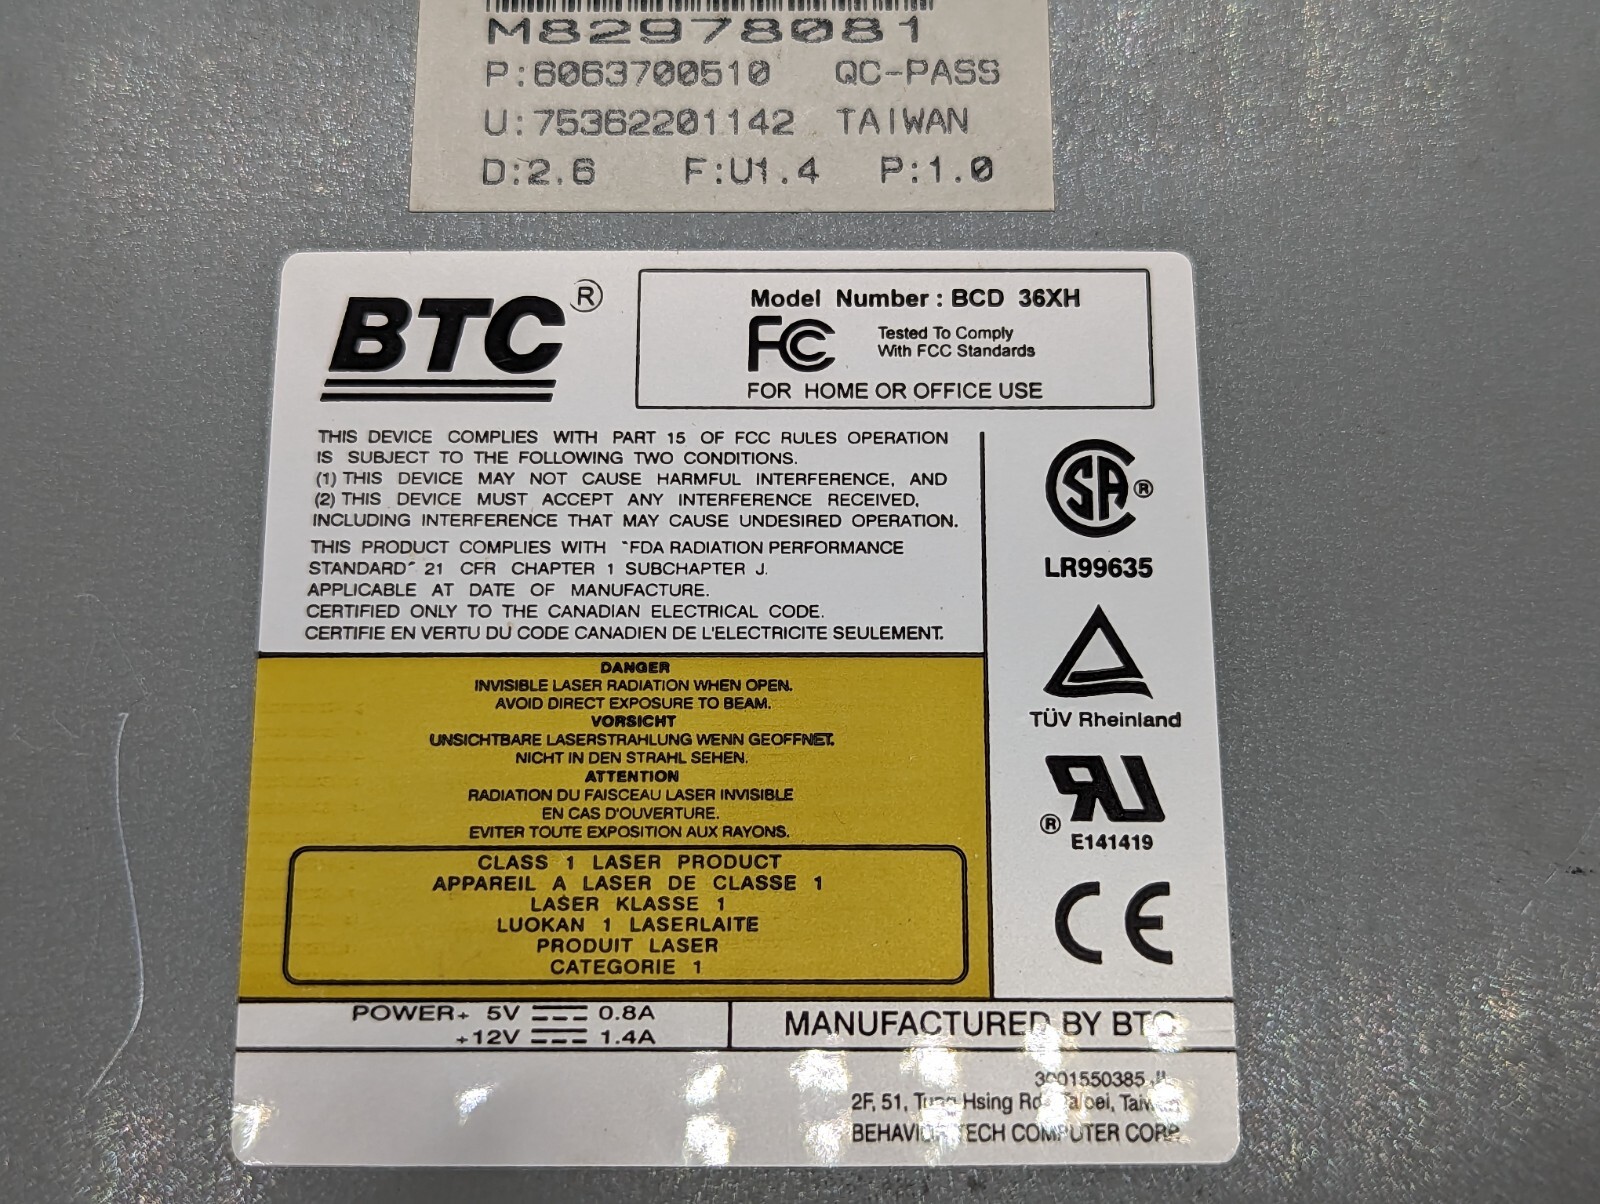 M82978081
P:6063700510 QC-PASS
U:75362201142 TAIWAN
D:2.6 F:U1.4 P:1.0
BTC®
Model Number : BCD 36XH
FC Tested To Comply
With FCC Standards
FOR HOME OR OFFICE USE
THIS DEVICE COMPLIES WITH PART 15 OF FCC RULES OPERATION
IS SUBJECT TO THE FOLLOWING TWO CONDITIONS.
(1) THIS DEVICE MAY NOT CAUSE HARMFUL INTERFERENCE, AND
(2) THIS DEVICE MUST ACCEPT ANY INTERFERENCE RECEIVED,
INCLUDING INTERFERENCE THAT MAY CAUSE UNDESIRED OPERATION.
THIS PRODUCT COMPLIES WITH "FDA RADIATION PERFORMANCE
STANDARD" 21 CFR CHAPTER 1 SUBCHAPTER J.
APPLICABLE AT DATE OF MANUFACTURE.
CERTIFIED ONLY TO THE CANADIAN ELECTRICAL CODE.
CERTIFIE EN VERTU DU CODE CANADIEN DE L'ELECTRICITE SEULEMENT.
SA®
LR99635
TÜV Rheinland
RU®
E141419
CE
DANGER
INVISIBLE LASER RADIATION WHEN OPEN.
AVOID DIRECT EXPOSURE TO BEAM.
VORSICHT
UNSICHTBARE LASERSTRAHLUNG WENN GEOFFNET.
NICHT IN DEN STRAHL SEHEN.
ATTENTION
RADIATION DU FAISCEAU LASER INVISIBLE
EN CAS D'OUVERTURE.
EVITER TOUTE EXPOSITION AUX RAYONS.
CLASS 1 LASER PRODUCT
APPAREIL A LASER DE CLASSE 1
LASER KLASSE 1
LUOKAN 1 LASERLAITE
PRODUIT LASER
CATEGORIE 1
POWER+ 5V 0.8A
+12V 1.4A
MANUFACTURED BY BTC
2F, 51, Hsing
TECH COMPUTER CORP.